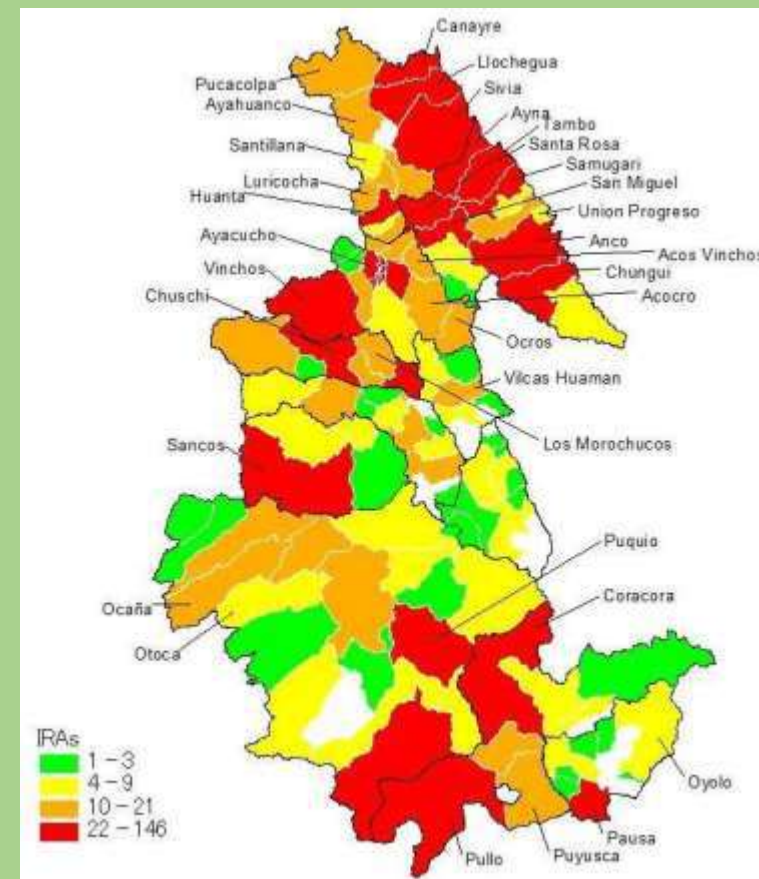 Canayre
Llochegua
Pucacolpa
Sivia
Ayahuanco
Ayna
Tambo
Santillana
Santa Rosa
Samugari
Luricocha
San Miguel
Huanta
Union Progreso
Ayacucho
Anco
Acos Vinchos
Vinchos
Chungui
Chuschi
Acocro
Ocros
Vilcas Huaman
Sancos
Los Morochucos
Puquio
Coracora
Ocaña
Otoca
IRAs
1 - 3
4 - 9
10 - 21
22 - 146
Oyolo
Pausa
Pullo
Puyusca